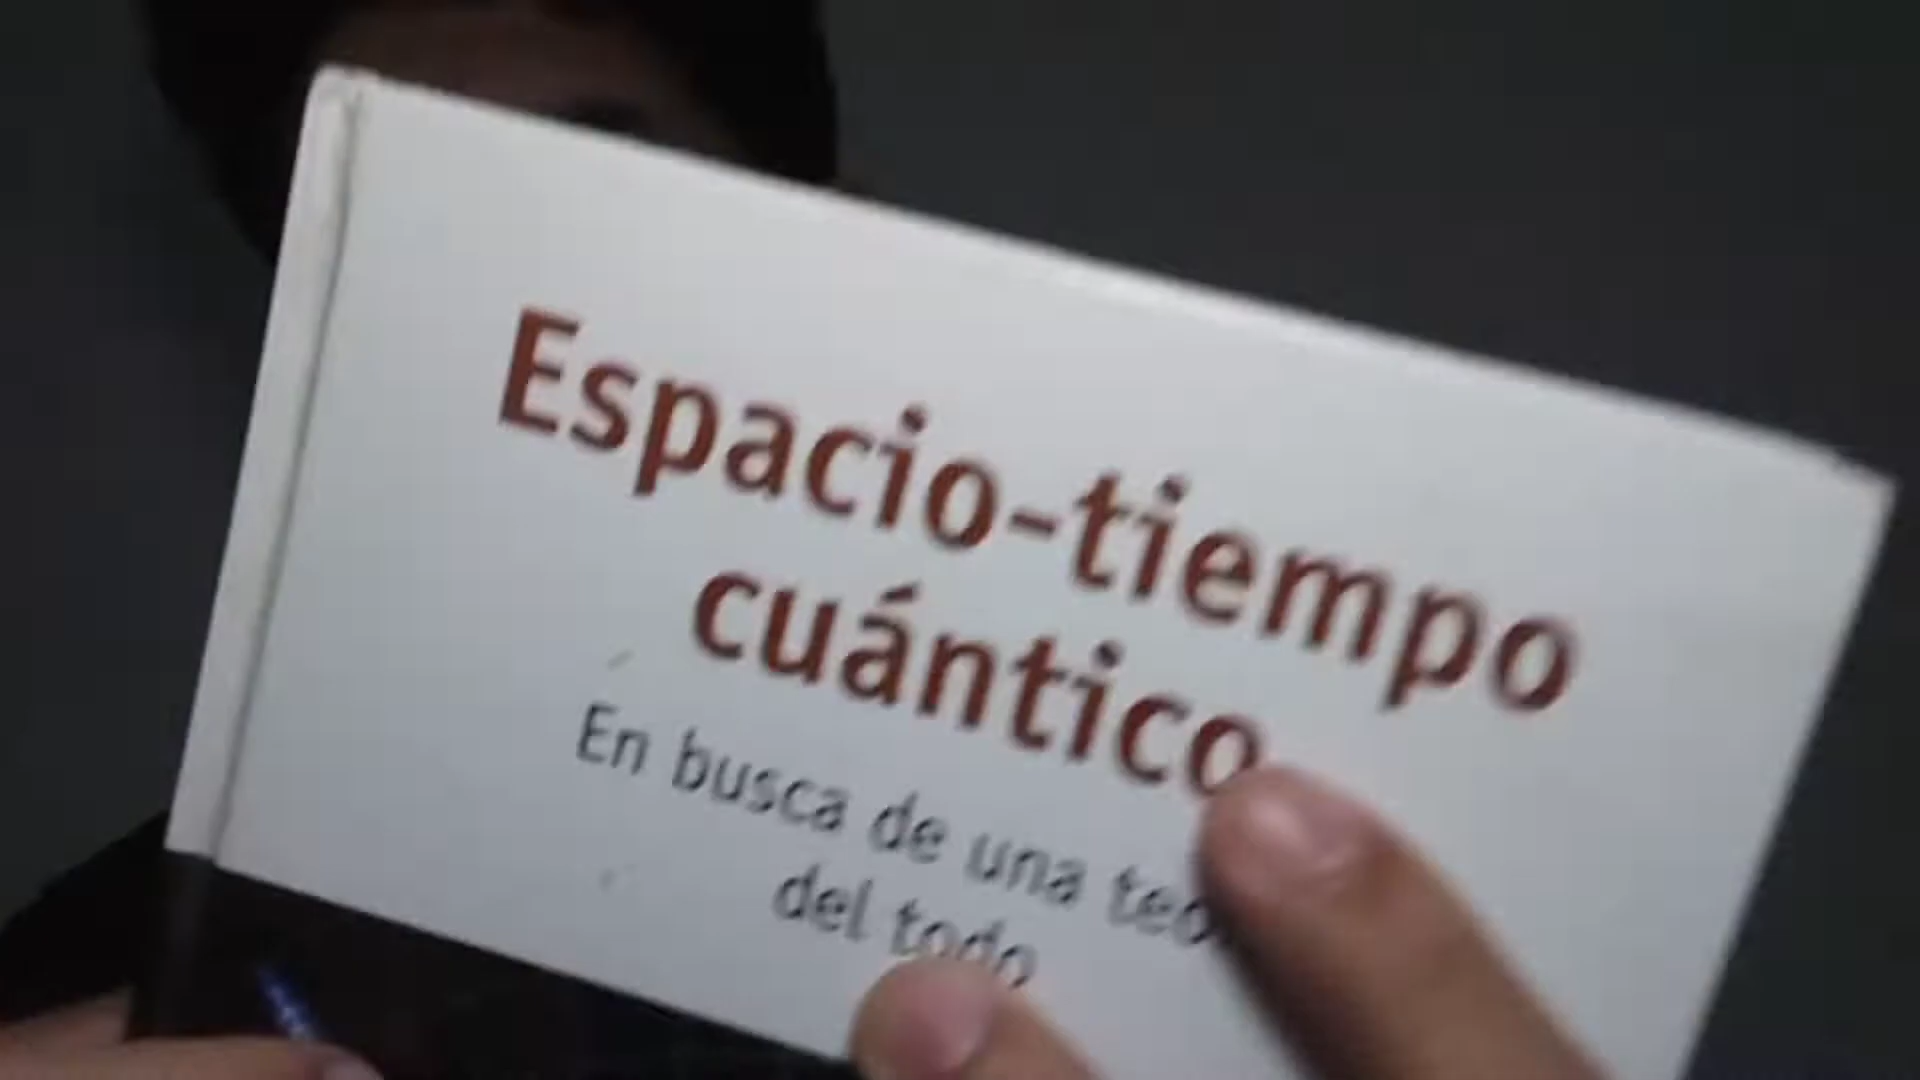 Espacio-tiempo
cuántico
En busca de una
del todo